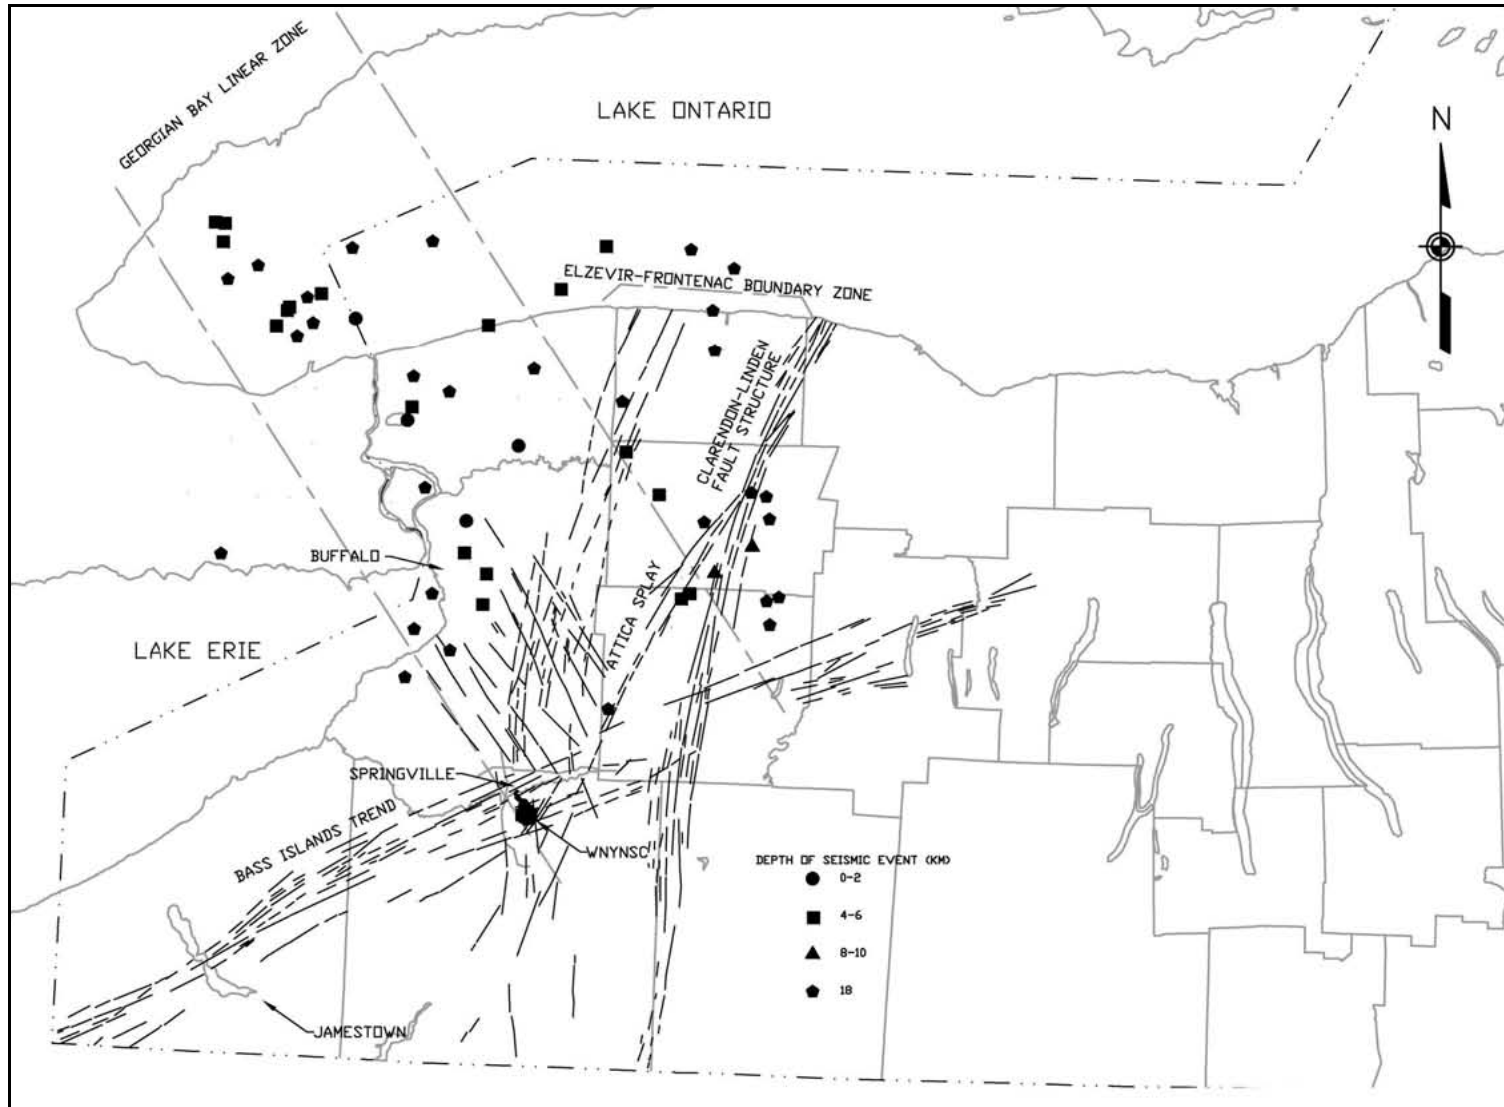 GEORGIAN BAY LINEAR ZONE
LAKE ONTARIO
N
ELZEVIR-FRONTENAC BOUNDARY ZONE
CLARENDON-LINDEN
FAULT STRUCTURE
BUFFALO
ATTICA SPLAY
LAKE ERIE
SPRINGVILLE
BASS ISLANDS TREND
WNYNSC
DEPTH OF SEISMIC EVENT (KM)
0-2
4-6
8-10
18
JAMESTOWN